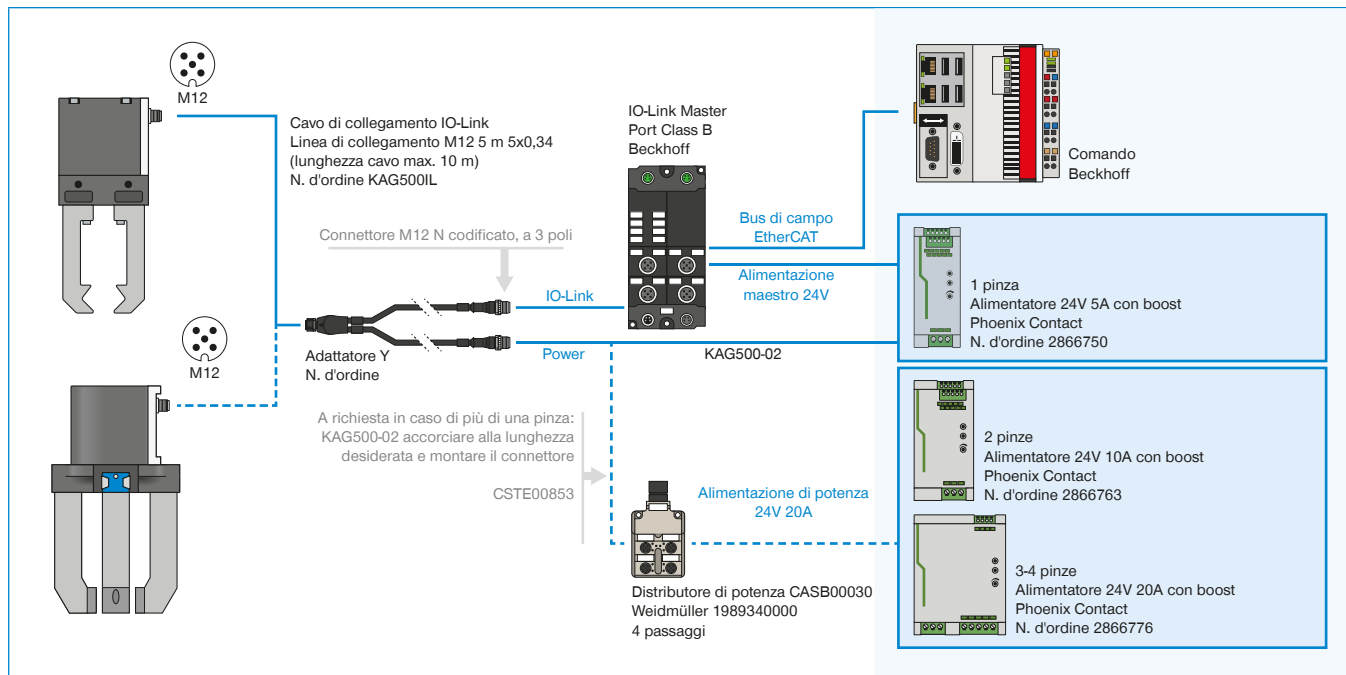 M12
Cavo di collegamento IO-Link
Linea di collegamento M12 5 m 5x0,34
(lunghezza cavo max. 10 m)
N. d'ordine KAG500IL
IO-Link Master
Port Class B
Beckhoff
Comando
Beckhoff
Connettore M12 N codificato, a 3 poli
Bus di campo
EtherCAT
Alimentazione
maestro 24V
IO-Link
1 pinza
Alimentatore 24V 5A con boost
Phoenix Contact
N. d'ordine 2866750
M12
Adattatore Y
N. d'ordine
Power
KAG500-02
A richiesta in caso di più di una pinza:
KAG500-02 accorciare alla lunghezza
desiderata e montare il connettore
CSTE00853
Alimentazione di potenza
24V 20A
2 pinze
Alimentatore 24V 10A con boost
Phoenix Contact
N. d'ordine 2866763
Distributore di potenza CASB00030
Weidmüller 1989340000
4 passaggi
3-4 pinze
Alimentatore 24V 20A con boost
Phoenix Contact
N. d'ordine 2866776